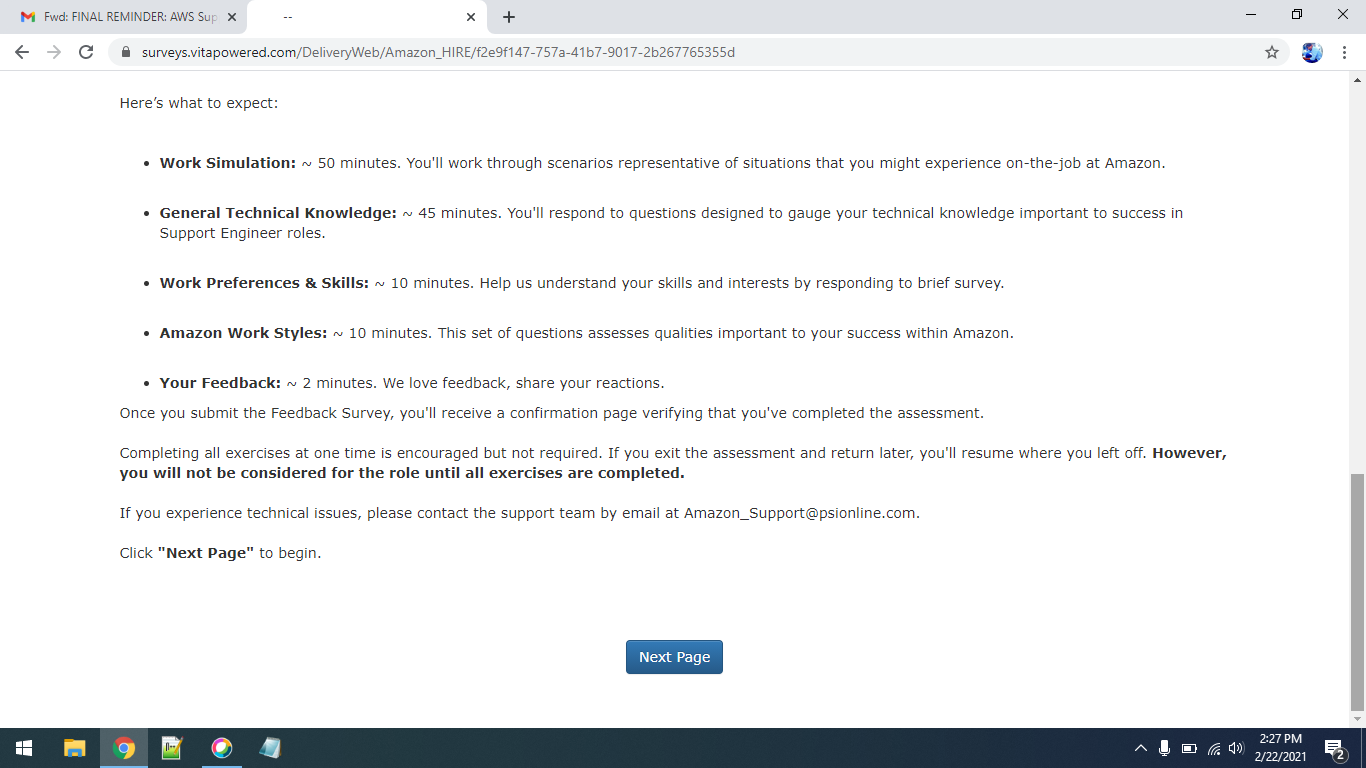 Fwd: FINAL REMINDER: AWS Sup
--
surveys.vitapowered.com/DeliveryWeb/Amazon_HIRE/f2e9f147-757a-41b7-9017-2b267765355d
Here’s what to expect:
• Work Simulation: ~ 50 minutes. You'll work through scenarios representative of situations that you might experience on-the-job at Amazon.
• General Technical Knowledge: ~ 45 minutes. You'll respond to questions designed to gauge your technical knowledge important to success in
Support Engineer roles.
• Work Preferences & Skills: ~ 10 minutes. Help us understand your skills and interests by responding to brief survey.
• Amazon Work Styles: ~ 10 minutes. This set of questions assesses qualities important to your success within Amazon.
• Your Feedback: ~ 2 minutes. We love feedback, share your reactions.
Once you submit the Feedback Survey, you'll receive a confirmation page verifying that you've completed the assessment.
Completing all exercises at one time is encouraged but not required. If you exit the assessment and return later, you'll resume where you left off. However,
you will not be considered for the role until all exercises are completed.
If you experience technical issues, please contact the support team by email at Amazon_Support@psionline.com.
Click "Next Page" to begin.
Next Page
2:27 PM
2/22/2021
2